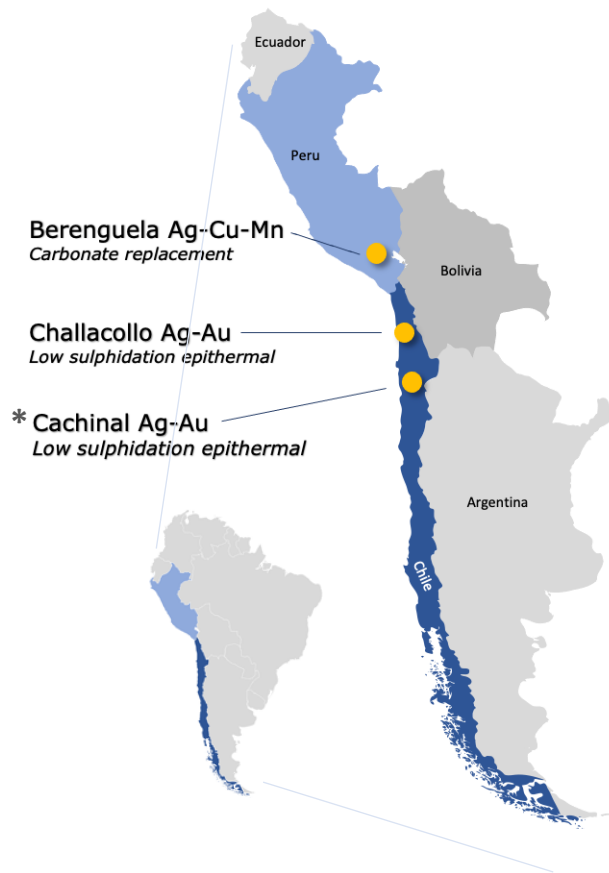 Ecuador
Peru
Berenguela Ag-Cu-Mn
Carbonate replacement
Bolivia
Challacollo Ag-Au
Low sulphidation epithermal
* Cachinal Ag-Au
Low sulphidation epithermal
Argentina
Chile